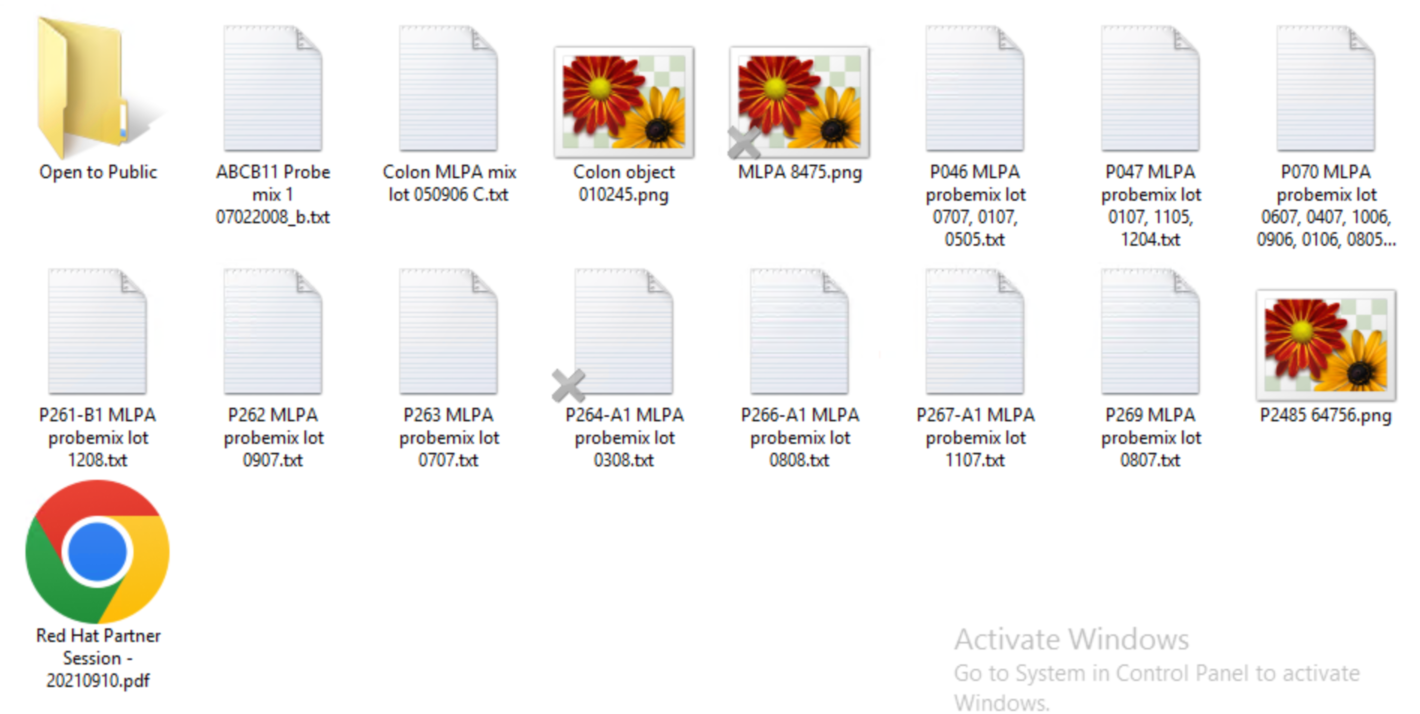 Open to Public
ABCB11 Probe
mix 1
07022008_b.txt
Colon MLPA mix
lot 050906 C.txt
Colon object
010245.png
MLPA 8475.png
P046 MLPA
probemix lot
0707, 0107,
0505.txt
P047 MLPA
probemix lot
0107, 1105,
1204.txt
P070 MLPA
probemix lot
0607, 0407, 1006,
0906, 0106, 0805...
P261-B1 MLPA
probemix lot
1208.txt
P262 MLPA
probemix lot
0907.txt
P263 MLPA
probemix lot
0707.txt
P264-A1 MLPA
probemix lot
0308.txt
P266-A1 MLPA
probemix lot
0808.txt
P267-A1 MLPA
probemix lot
1107.txt
P269 MLPA
probemix lot
0807.txt
P2485 64756.png
Red Hat Partner
Session -
20210910.pdf
Activate Windows
Go to System in Control Panel to activate
Windows.